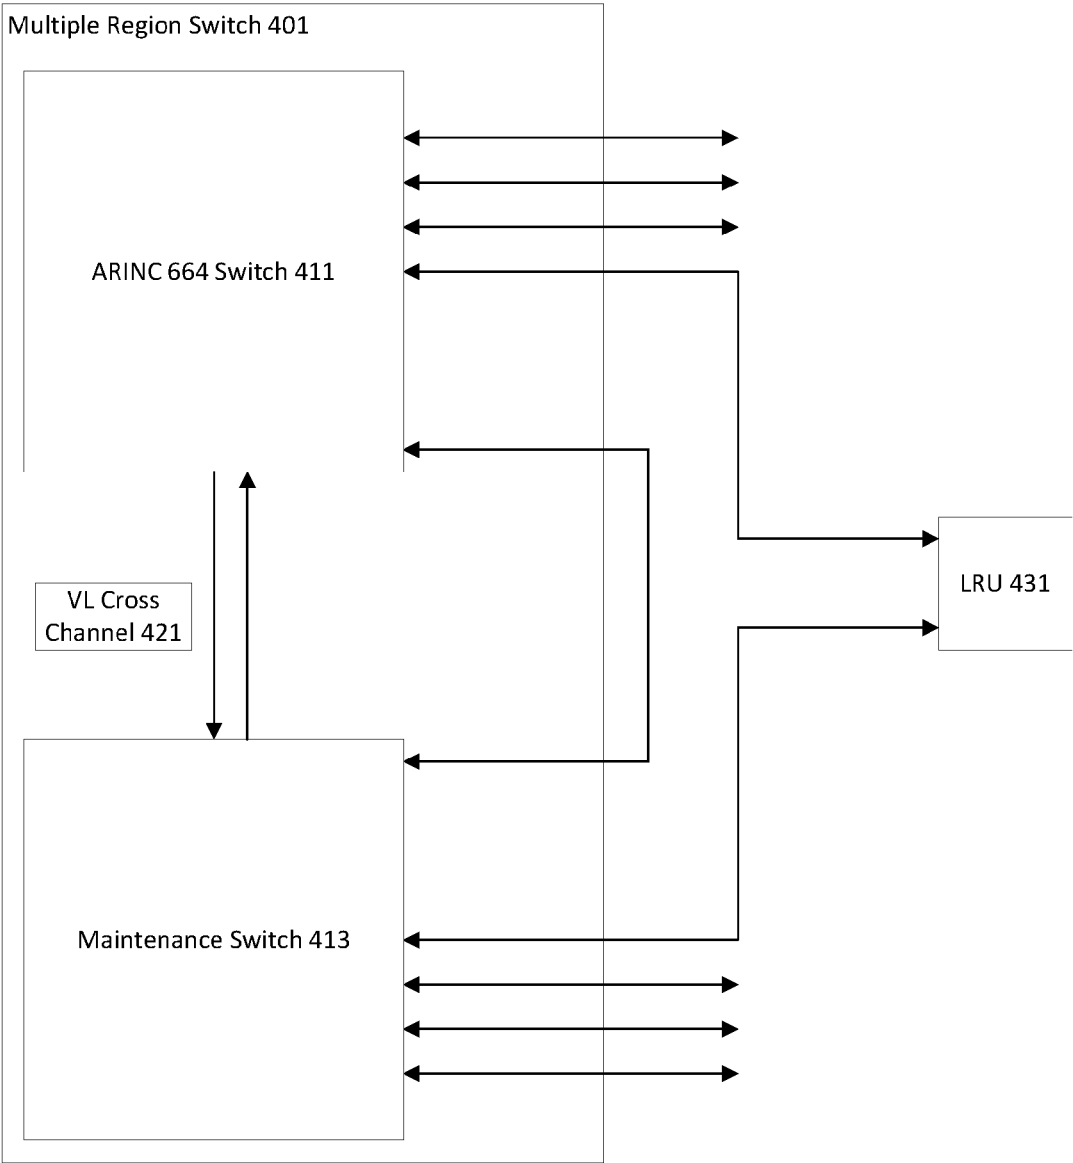 Multiple Region Switch 401
ARINC 664 Switch 411
VL Cross
Channel 421
LRU 431
Maintenance Switch 413